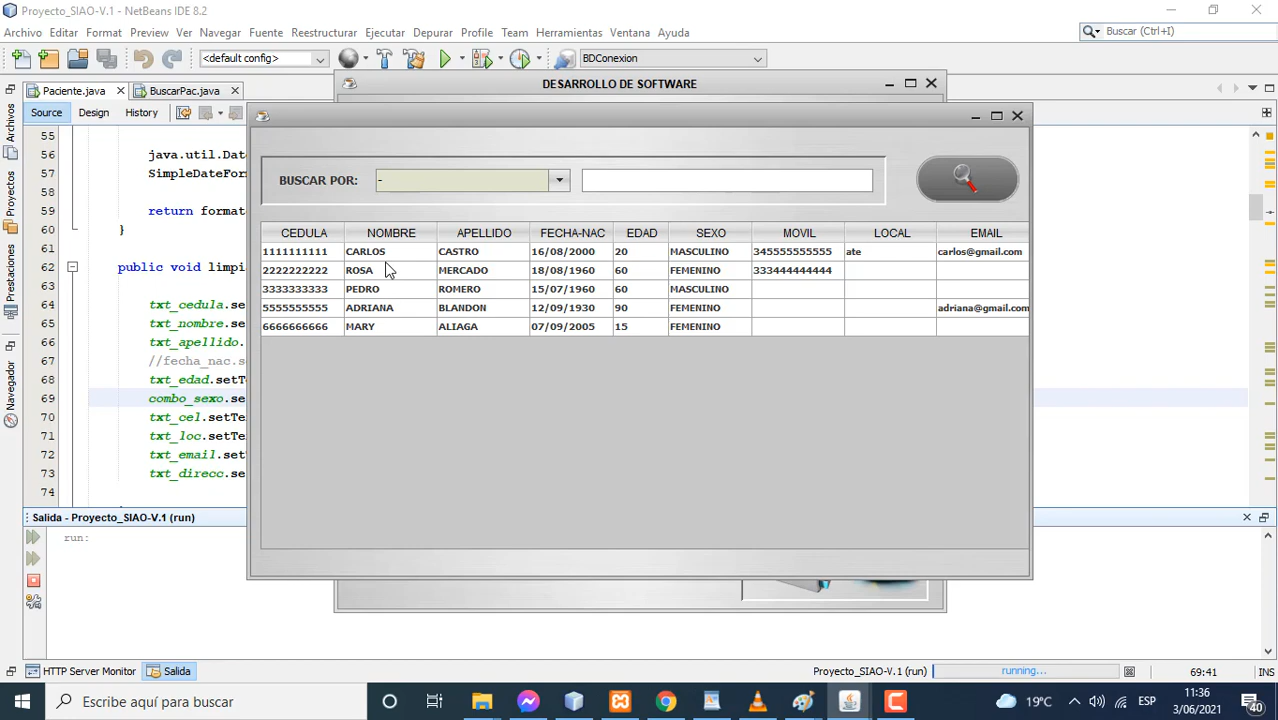 Proyecto_SIAO-V.1 - NetBeans IDE 8.2
Archivo Editar Format Preview Ver Navegar Fuente Reestructurar Ejecutar Depurar Profile Team Herramientas Ventana Ayuda
Buscar (Ctrl+I)
<default config>
BDConexion
Paciente.java
BuscarPac.java
DESARROLLO DE SOFTWARE
Source Design History
Archivos
Proyectos
Prestaciones
Navegador
55
56 java.util.Dat
57 SimpleDateFor
58
59 return format
60 }
61
62 public void limpi
63
64 txt_cedula.se
65 txt_nombre.se
66 txt_apellido.
67 //fecha_nac.s
68 txt_edad.setT
69 combo_sexo.se
70 txt_cel.setTe
71 txt_loc.setTe
72 txt_email.set
73 txt_direcc.se
74
BUSCAR POR: -
CEDULA NOMBRE APELLIDO FECHA-NAC EDAD SEXO MOVIL LOCAL EMAIL
1111111111 CARLOS CASTRO 16/08/2000 20 MASCULINO 345555555555 ate carlos@gmail.com
2222222222 ROSA MERCADO 18/08/1960 60 FEMENINO 333444444444
3333333333 PEDRO ROMERO 15/07/1960 60 MASCULINO
5555555555 ADRIANA BLANDON 12/09/1930 90 FEMENINO adriana@gmail.com
6666666666 MARY ALIAGA 07/09/2005 15 FEMENINO
Salida - Proyecto_SIAO-V.1 (run)
run:
HTTP Server Monitor Salida
Proyecto_SIAO-V.1 (run) running... 69:41 INS
Escribe aquí para buscar
19°C
ESP
11:36
3/06/2021
40